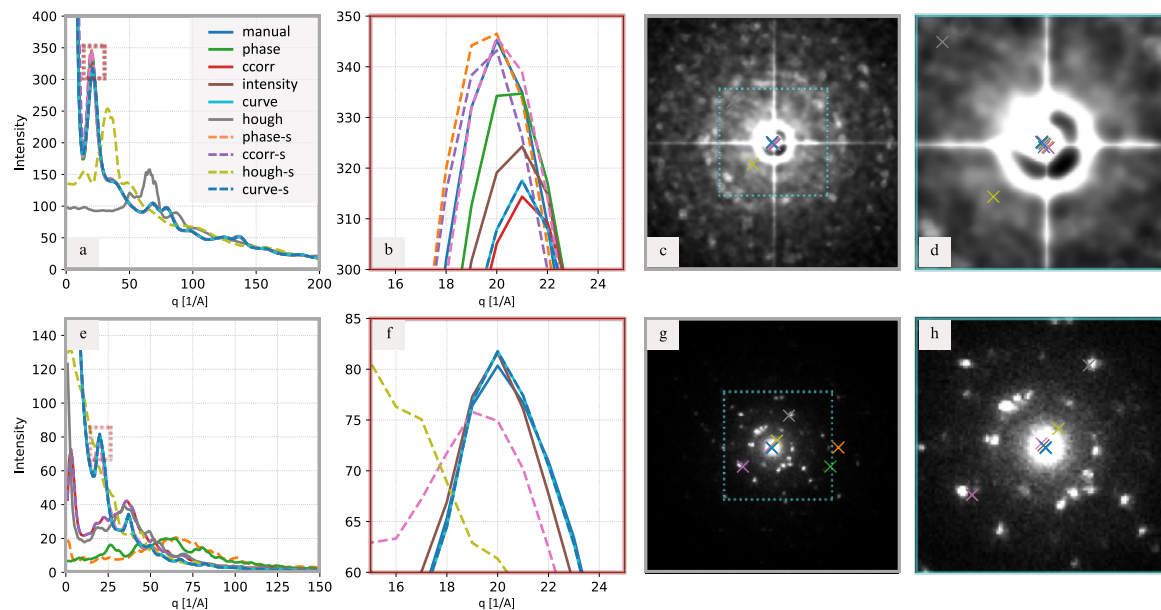 400
350
300
250
200
150
100
50
0
Intensity
0 50 100 150 200
q [1/A]
a
manual
phase
ccorr
intensity
curve
hough
phase-s
ccorr-s
hough-s
curve-s
350
340
330
320
310
300
16 18 20 22 24
q [1/A]
b
c
d
140
120
100
80
60
40
20
0
Intensity
0 25 50 75 100 125 150
q [1/A]
e
85
80
75
70
65
60
16 18 20 22 24
q [1/A]
f
g
h